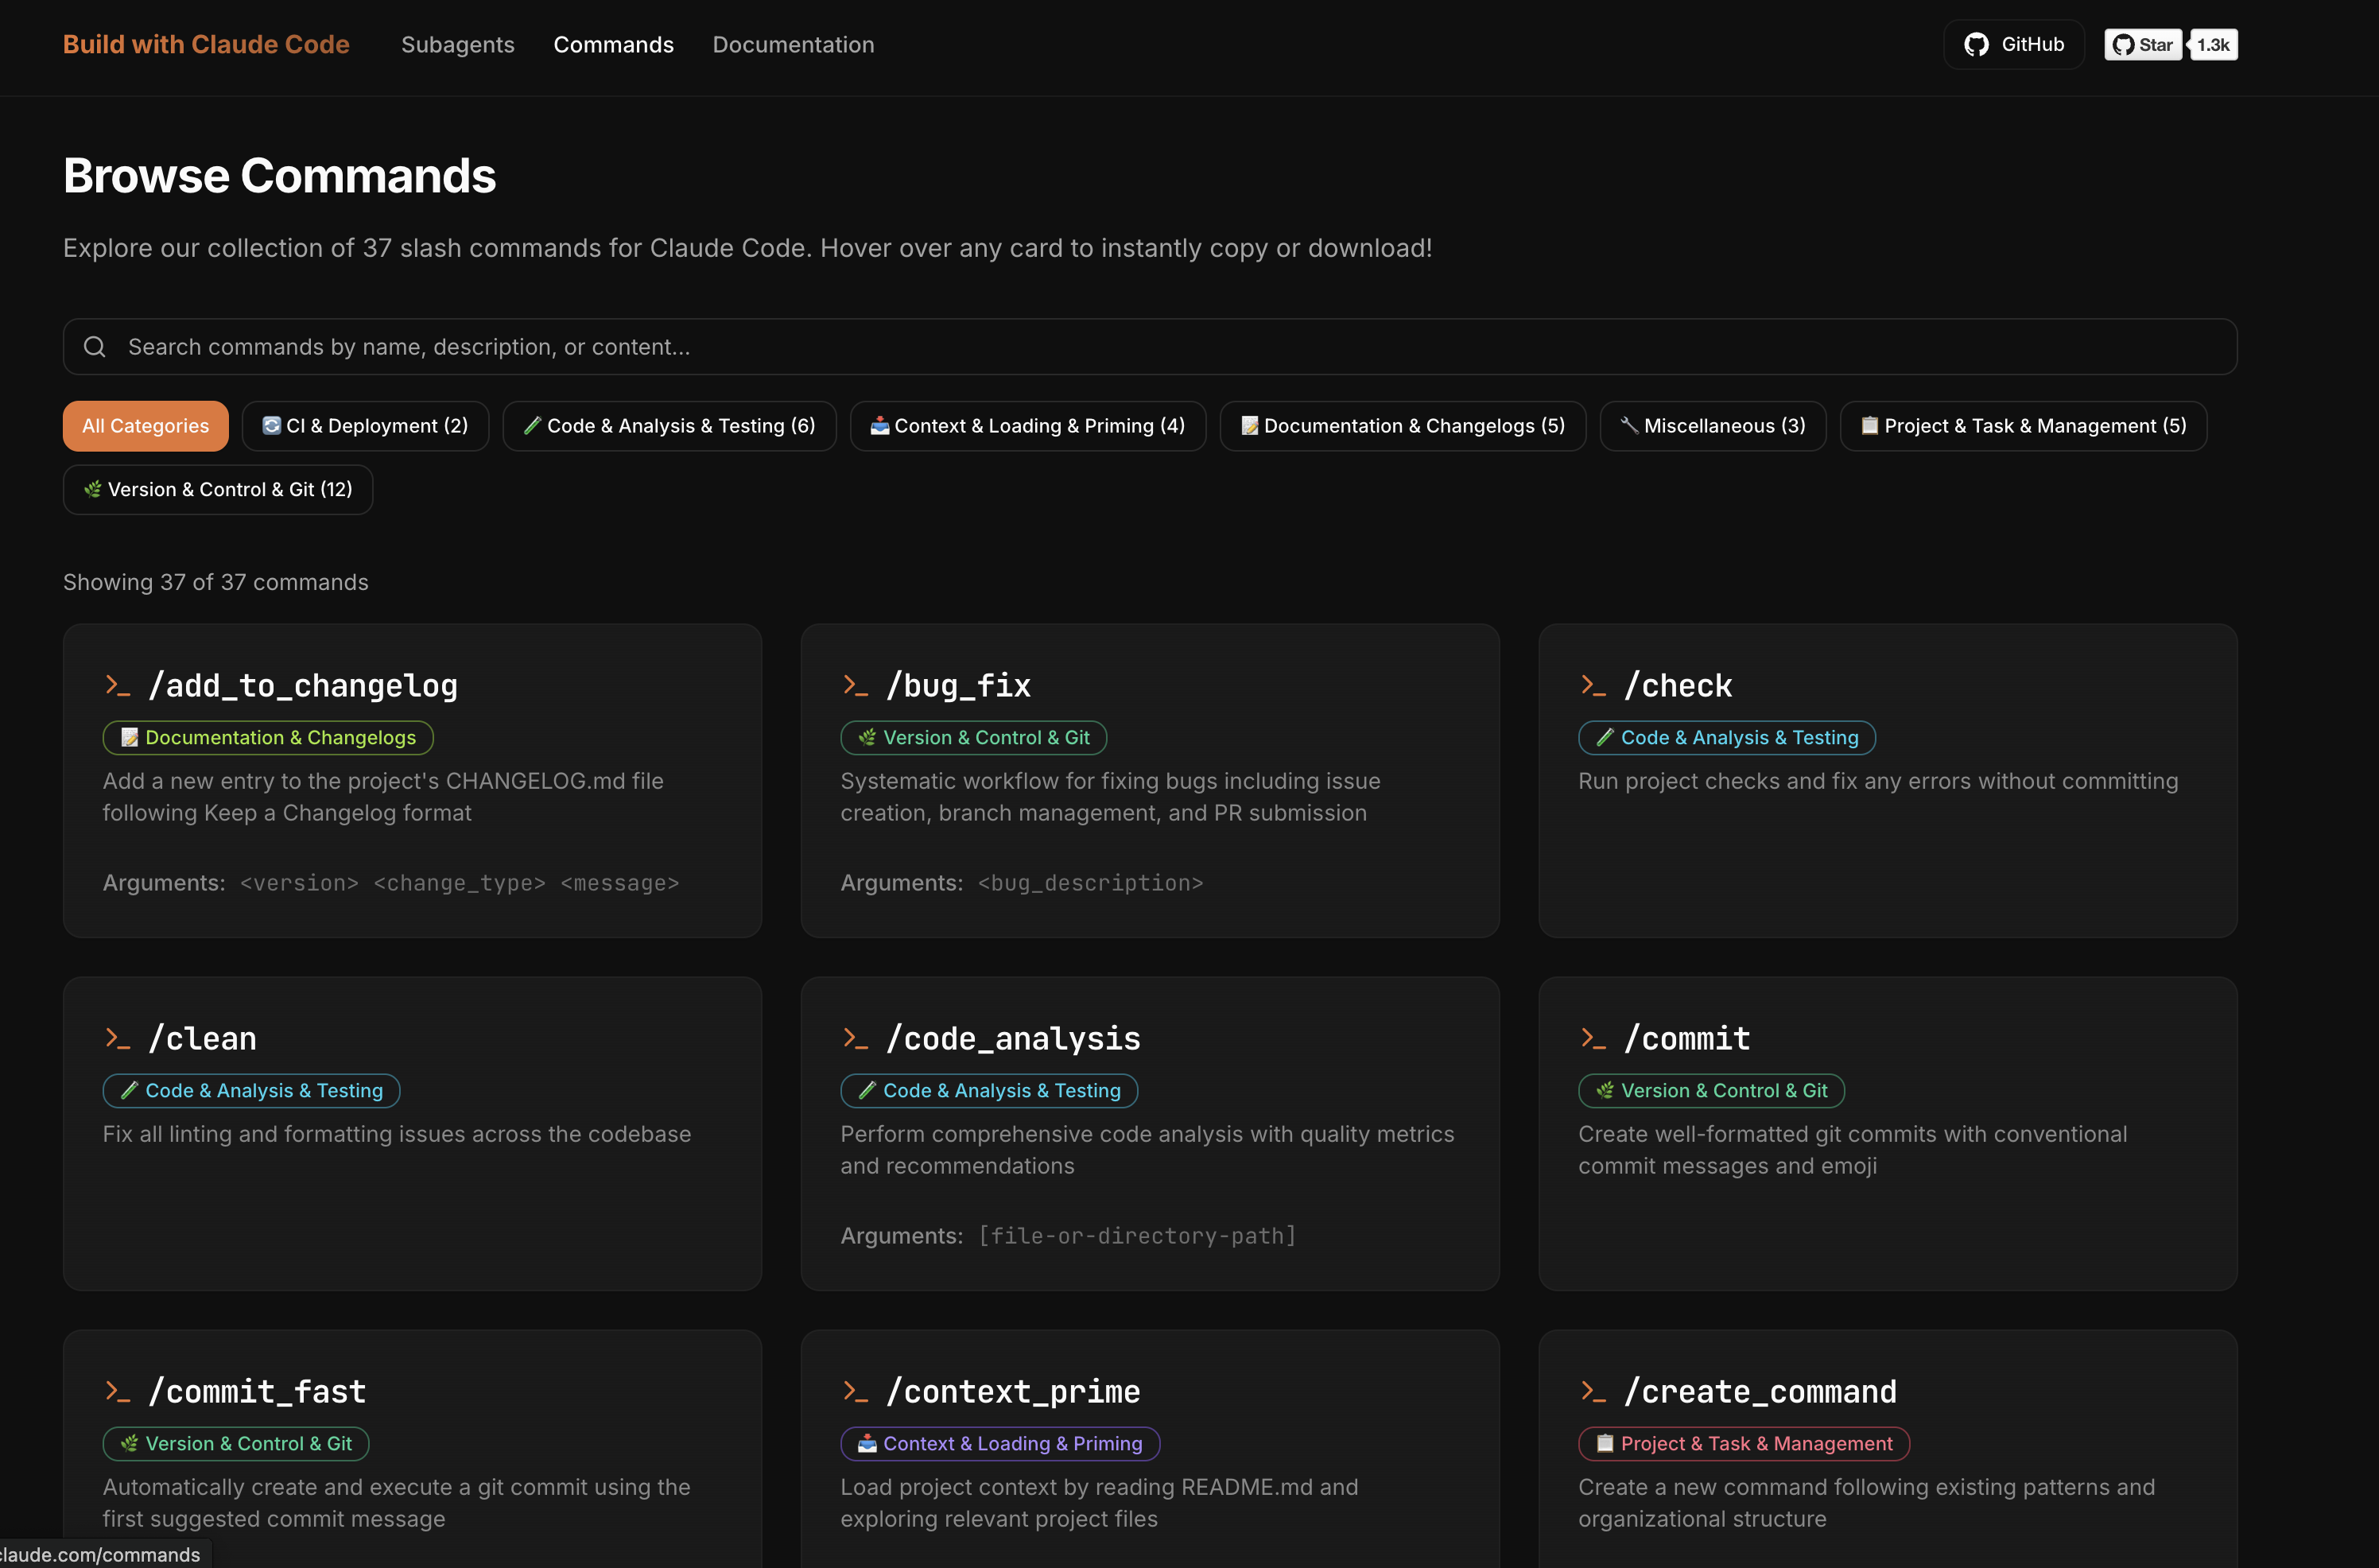 Build with Claude Code Subagents Commands Documentation GitHub Star 1.3k
Browse Commands
Explore our collection of 37 slash commands for Claude Code. Hover over any card to instantly copy or download!
Search commands by name, description, or content...
All Categories CI & Deployment (2) Code & Analysis & Testing (6) Context & Loading & Priming (4) Documentation & Changelogs (5) Miscellaneous (3) Project & Task & Management (5)
Version & Control & Git (12)
Showing 37 of 37 commands
/add_to_changelog
Documentation & Changelogs
Add a new entry to the project's CHANGELOG.md file
following Keep a Changelog format
Arguments: <version> <change_type> <message>
/bug_fix
Version & Control & Git
Systematic workflow for fixing bugs including issue
creation, branch management, and PR submission
Arguments: <bug_description>
/check
Code & Analysis & Testing
Run project checks and fix any errors without committing
/clean
Code & Analysis & Testing
Fix all linting and formatting issues across the codebase
/code_analysis
Code & Analysis & Testing
Perform comprehensive code analysis with quality metrics
and recommendations
Arguments: [file-or-directory-path]
/commit
Version & Control & Git
Create well-formatted git commits with conventional
commit messages and emoji
/commit_fast
Version & Control & Git
Automatically create and execute a git commit using the
first suggested commit message
/context_prime
Context & Loading & Priming
Load project context by reading README.md and
exploring relevant project files
/create_command
Project & Task & Management
Create a new command following existing patterns and
organizational structure
claude.com/commands